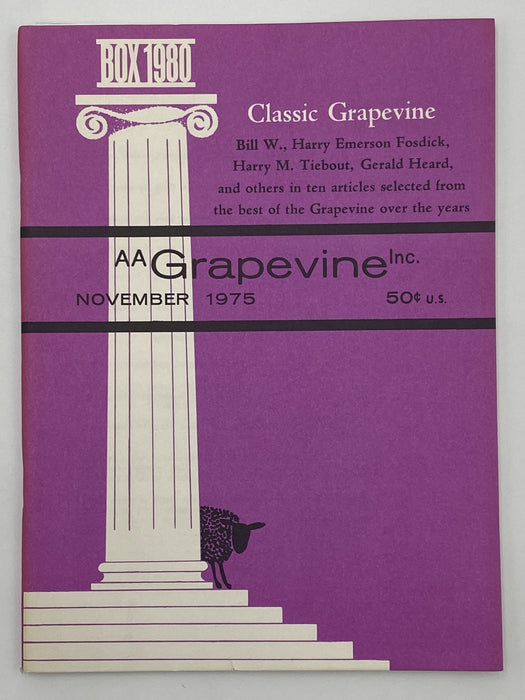 BOX 1980
Classic Grapevine
Bill W., Harry Emerson Fosdick,
Harry M. Tiebout, Gerald Heard,
and others in ten articles selected from
the best of the Grapevine over the years
AA Grapevine Inc.
NOVEMBER 1975 50¢ U.S.